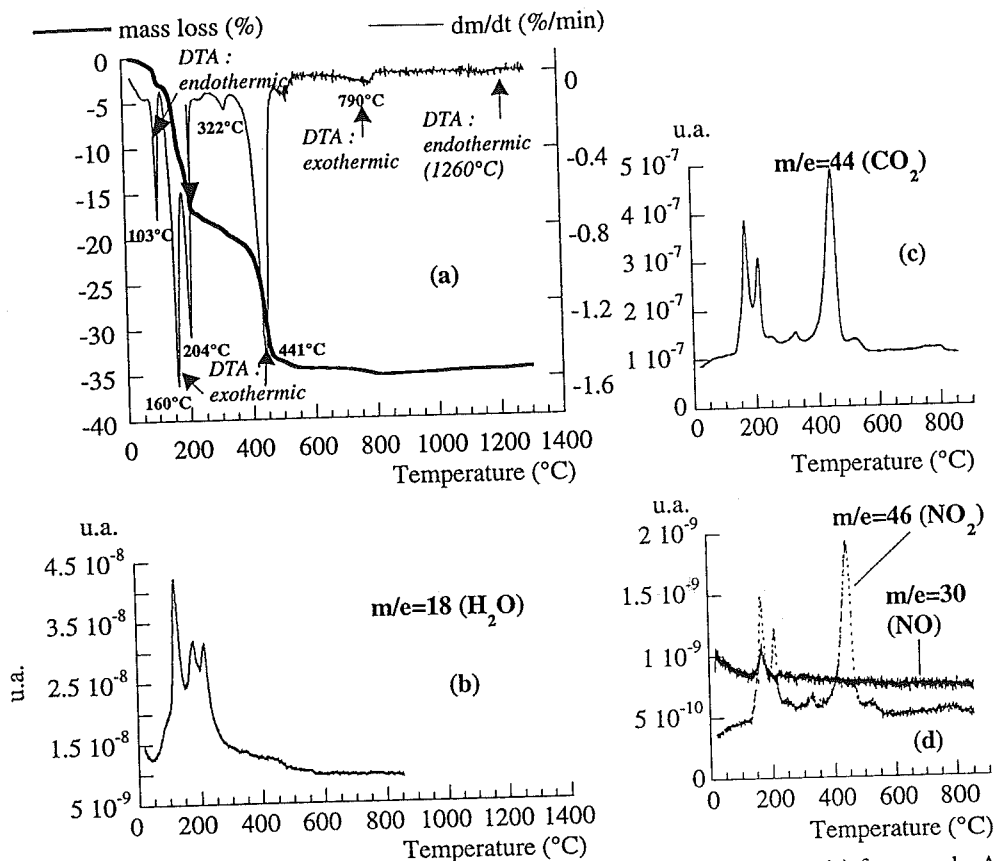 mass loss (%)
dm/dt (%/min)
DTA :
endothermic
0
-5
-10
-15
-20
-25
-30
-35
-40
0
-0.4
-0.8
-1.2
-1.6
103°C
160°C
204°C
322°C
441°C
790°C
DTA :
exothermic
DTA :
exothermic
DTA :
endothermic
(1260°C)
(a)
0 200 400 600 800 1000 1200 1400
Temperature (°C)
u.a.
m/e=44 (CO2)
5 10-7
4 10-7
3 10-7
2 10-7
1 10-7
0
(c)
0 200 400 600 800
Temperature (°C)
u.a.
u.a.
4.5 10-8
3.5 10-8
2.5 10-8
1.5 10-8
5 10-9
m/e=18 (H2O)
(b)
0 200 400 600 800 1000 1200 1400
Temperature (°C)
u.a.
m/e=46 (NO2)
m/e=30
(NO)
2 10-9
1.5 10-9
1 10-9
5 10-10
0
(d)
0 200 400 600 800
Temperature (°C)